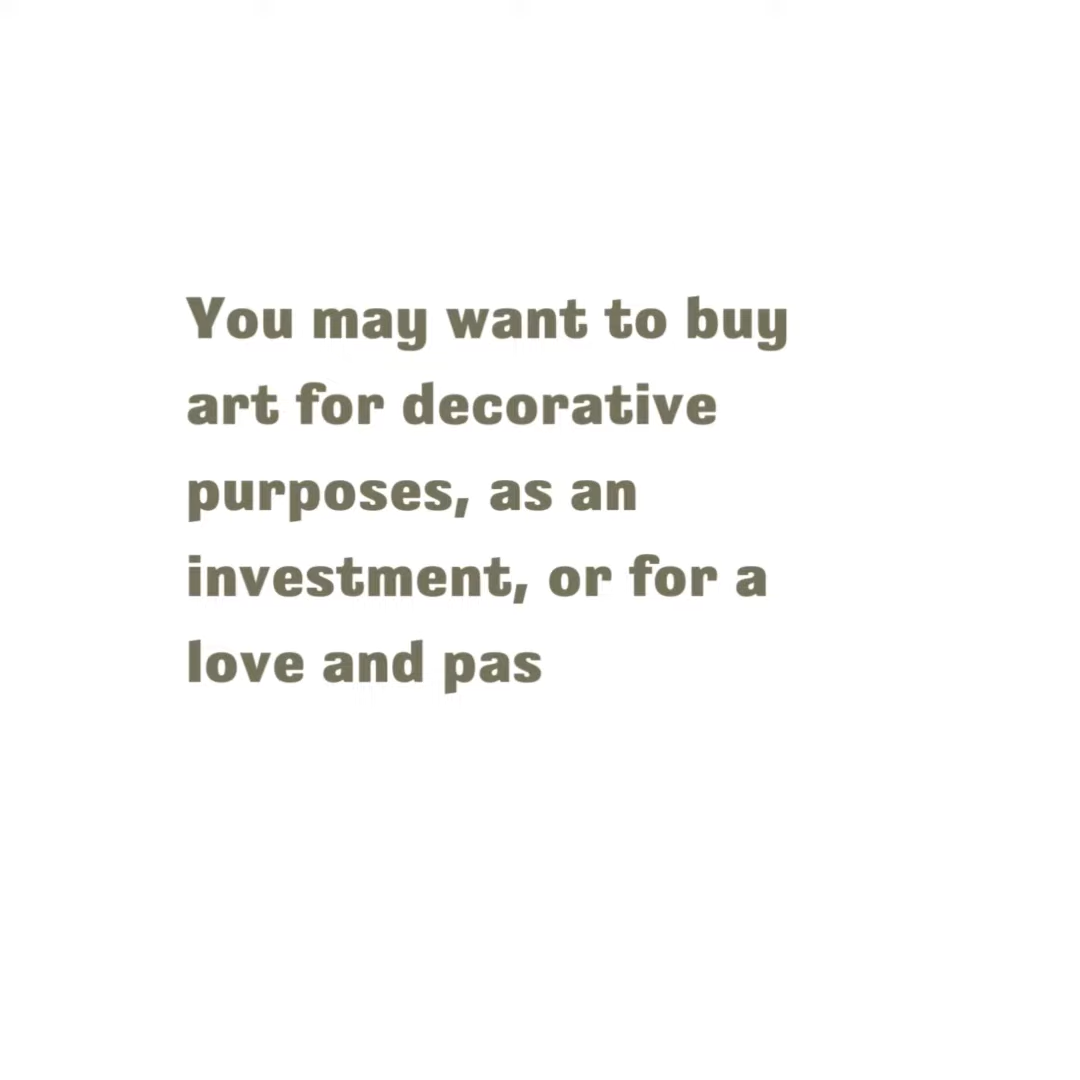 You may want to buy
art for decorative
purposes, as an
investment, or for a
love and pas